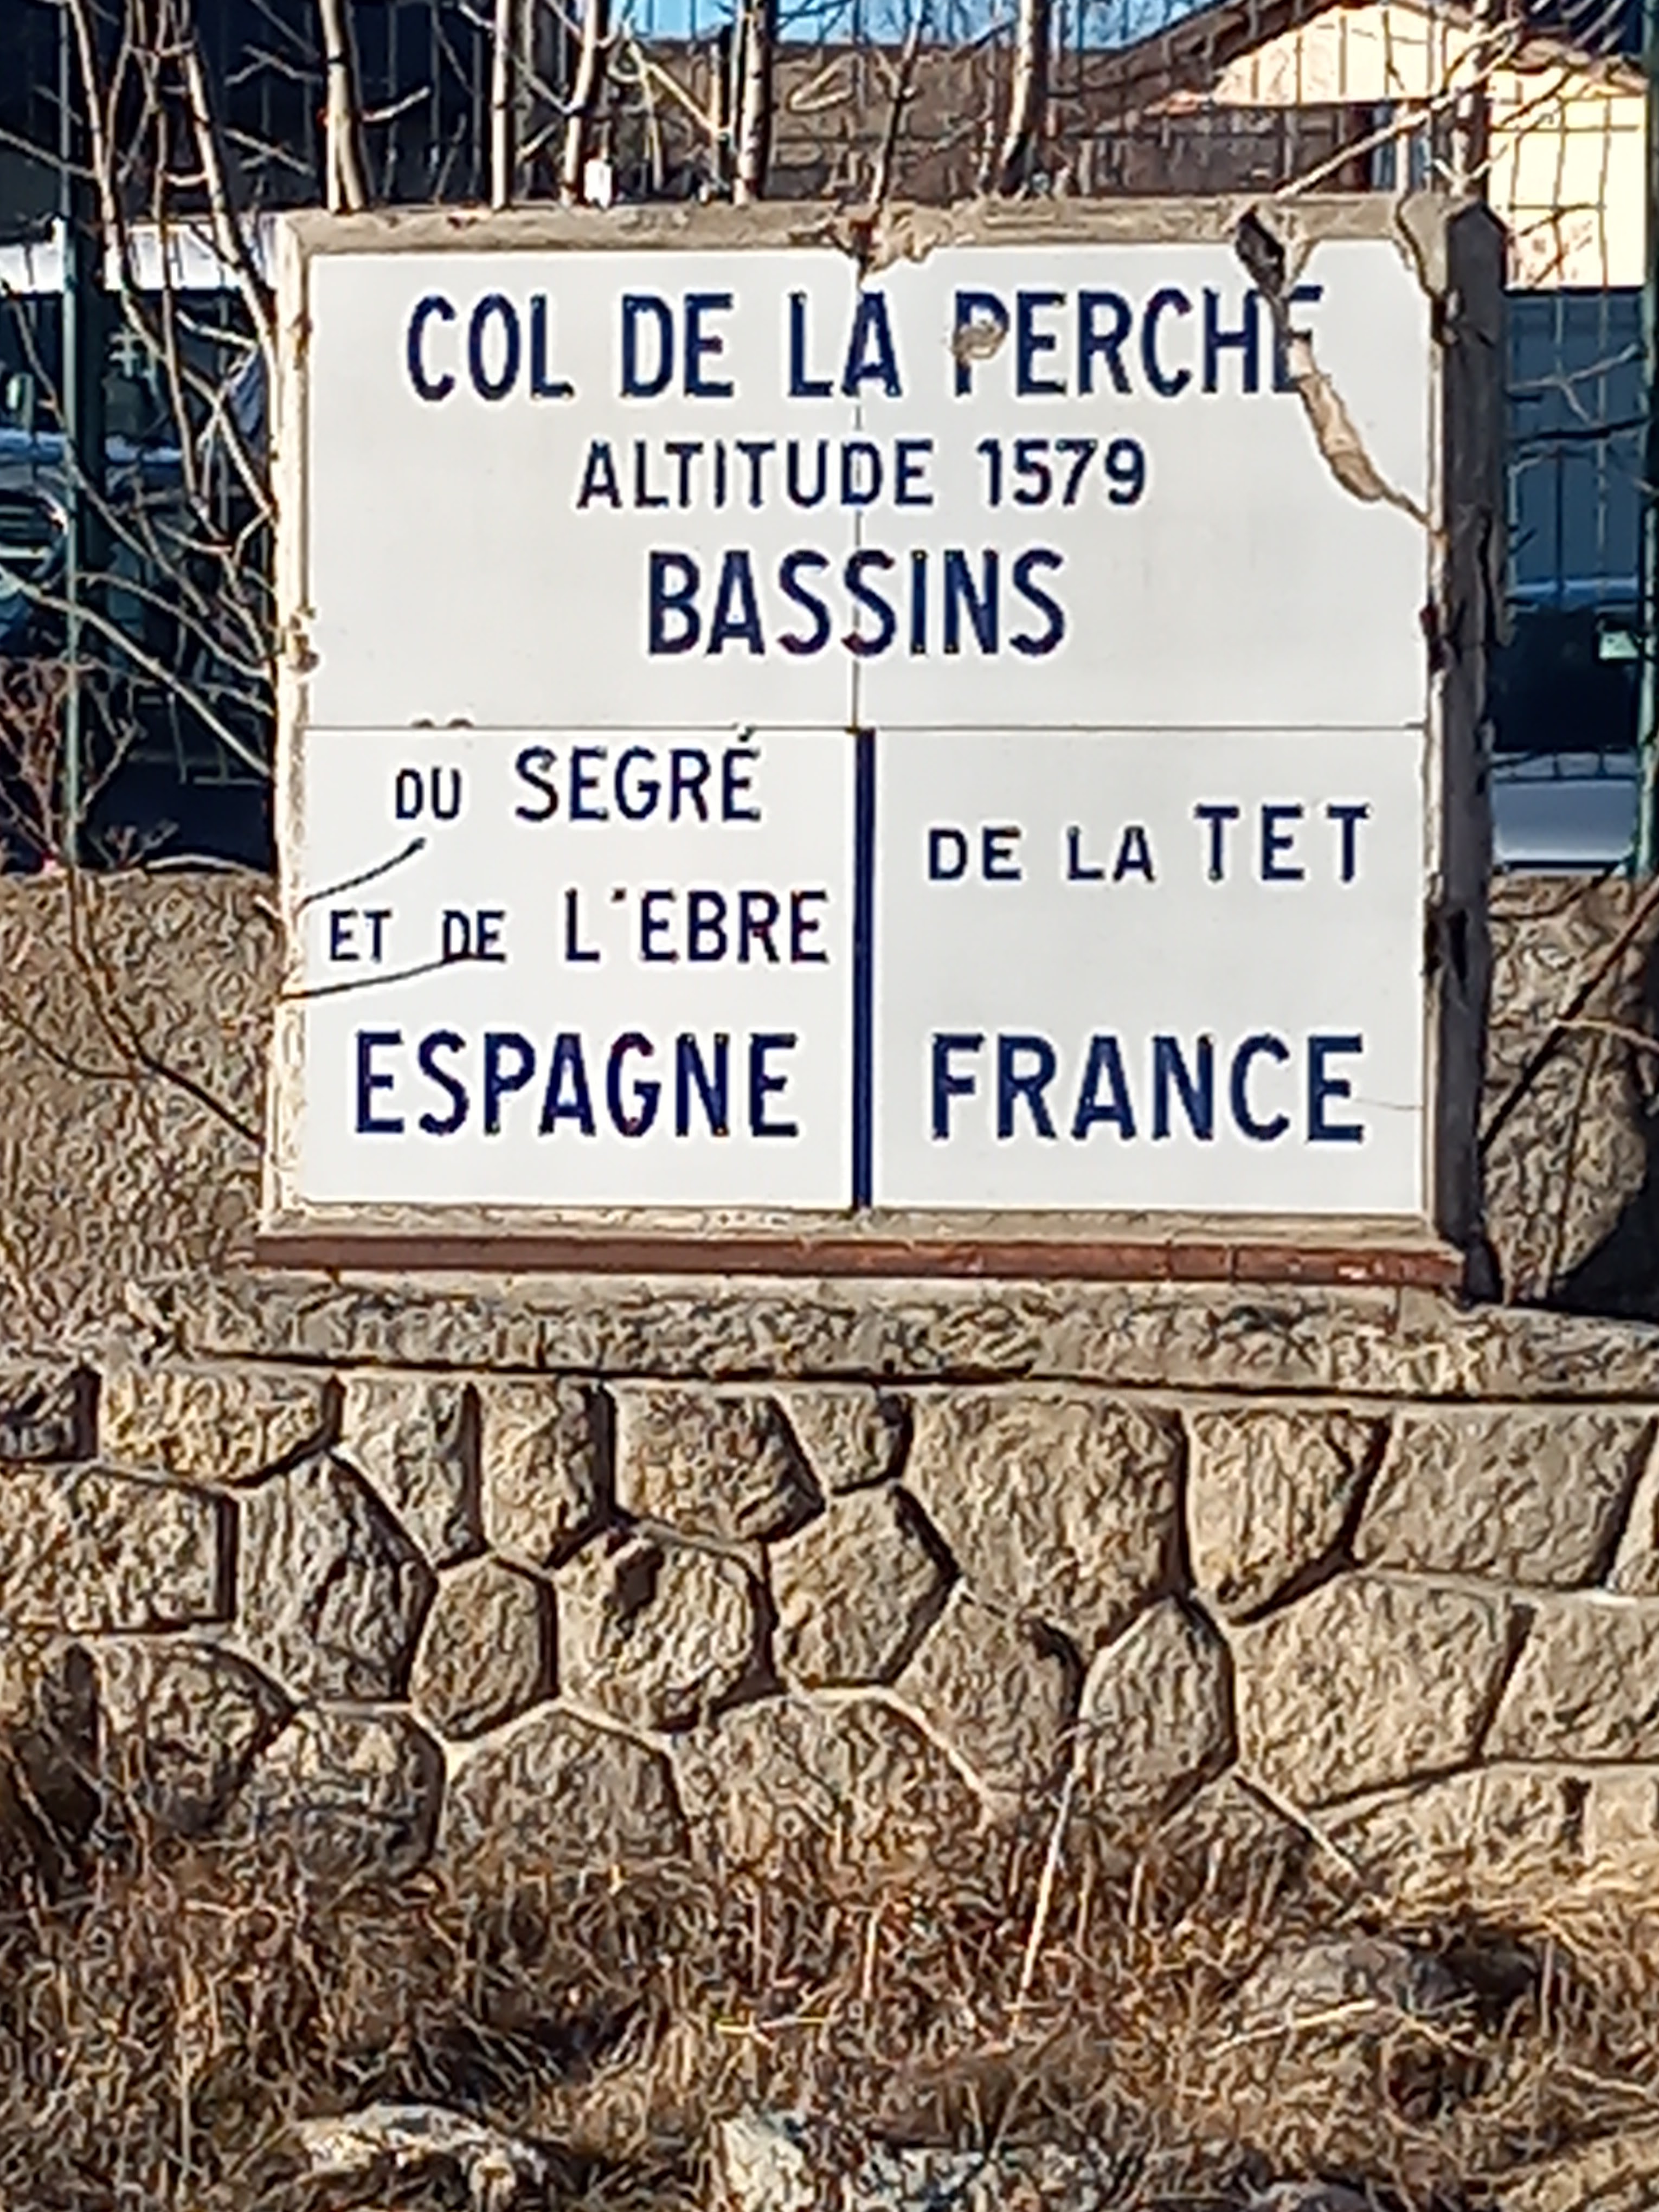 COL DE LA PERCHE
ALTITUDE 1579
BASSINS
DU SEGRÉ
ET DE L'EBRE
ESPAGNE
DE LA TET
FRANCE